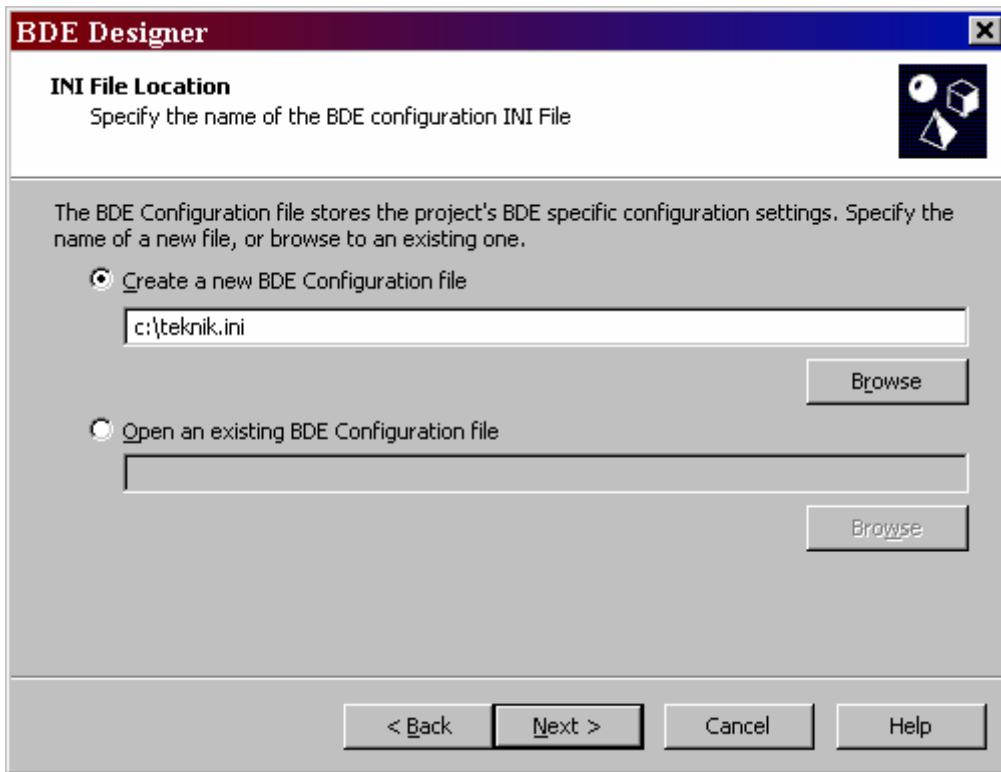 BDE Designer
INI File Location
Specify the name of the BDE configuration INI File
The BDE Configuration file stores the project's BDE specific configuration settings. Specify the
name of a new file, or browse to an existing one.
Create a new BDE Configuration file
c:\teknik.ini
Browse
Open an existing BDE Configuration file
Browse
< Back Next > Cancel Help